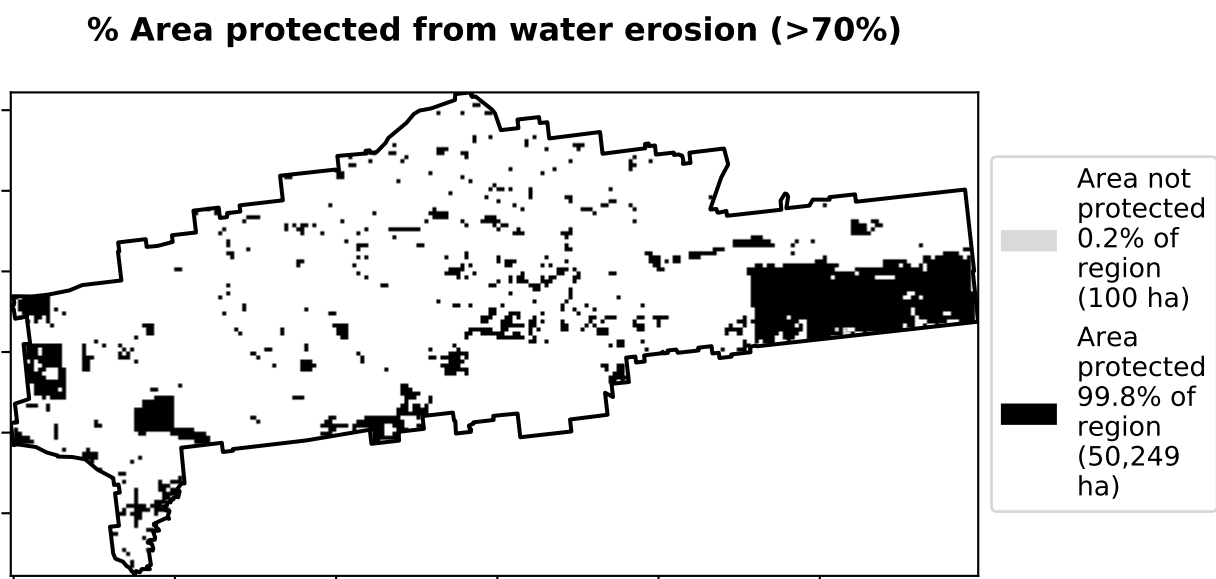 % Area protected from water erosion (>70%)
Area not
protected
0.2% of
region
(100 ha)
Area
protected
99.8% of
region
(50,249
ha)